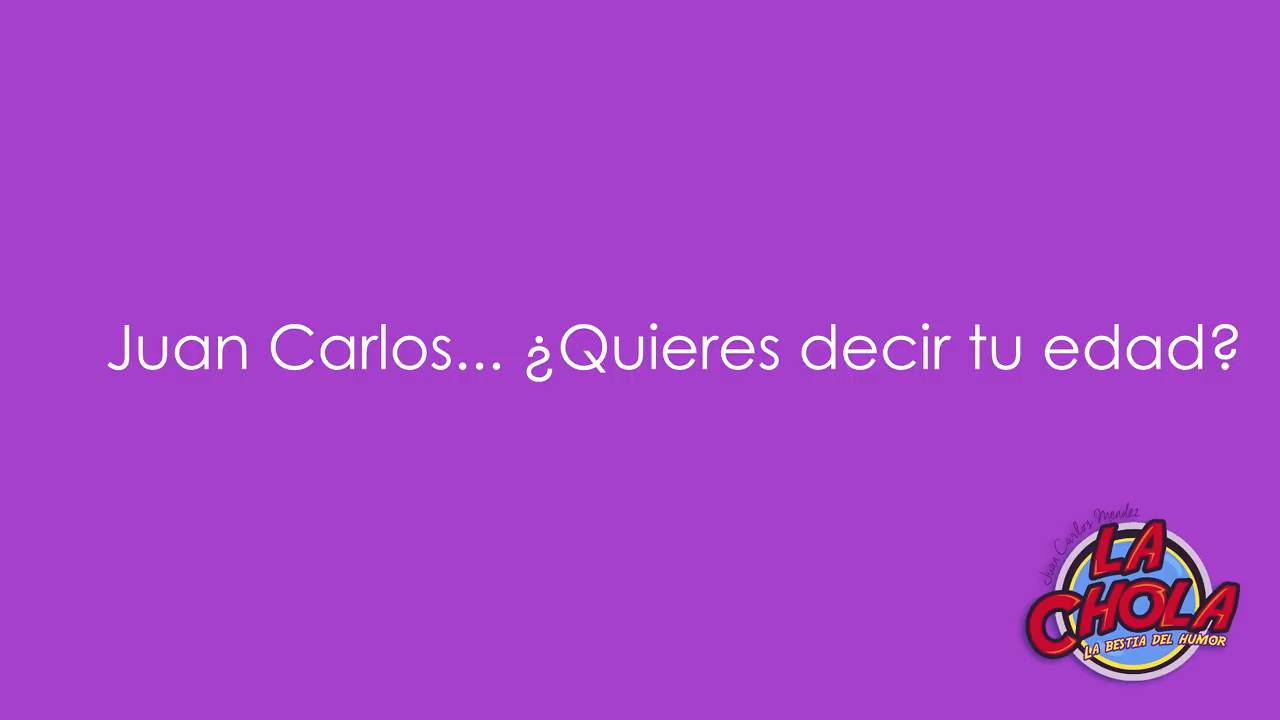 Juan Carlos... ¿Quieres decir tu edad?
Juan Carlos Mendez
LA
CHOLA
LA BESTIA DEL HUMOR